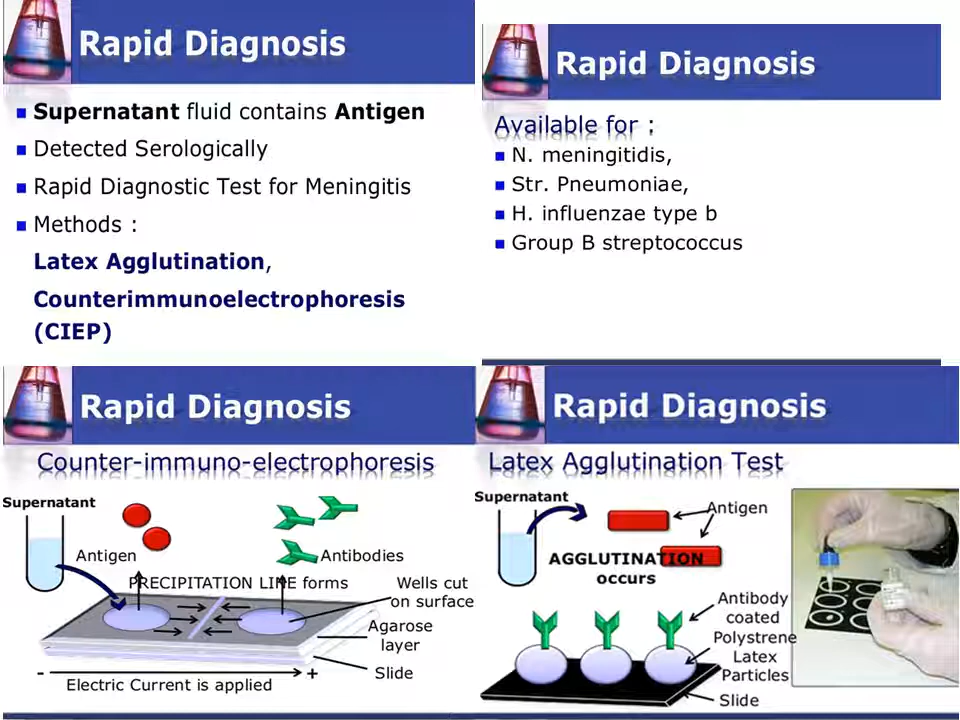 Rapid Diagnosis
Supernatant fluid contains Antigen
Detected Serologically
Rapid Diagnostic Test for Meningitis
Methods :
Latex Agglutination,
Counterimmunoelectrophoresis
(CIEP)
Rapid Diagnosis
Available for :
N. meningitidis,
Str. Pneumoniae,
H. influenzae type b
Group B streptococcus
Rapid Diagnosis
Counter-immuno-electrophoresis
Supernatant
Antigen
Antibodies
PRECIPITATION LINE forms
Wells cut
on surface
Agarose
layer
Slide
- +
Electric Current is applied
Rapid Diagnosis
Latex Agglutination Test
Supernatant
Antigen
AGGLUTINATION
occurs
Antibody
coated
Polystrene
Latex
Particles
Slide